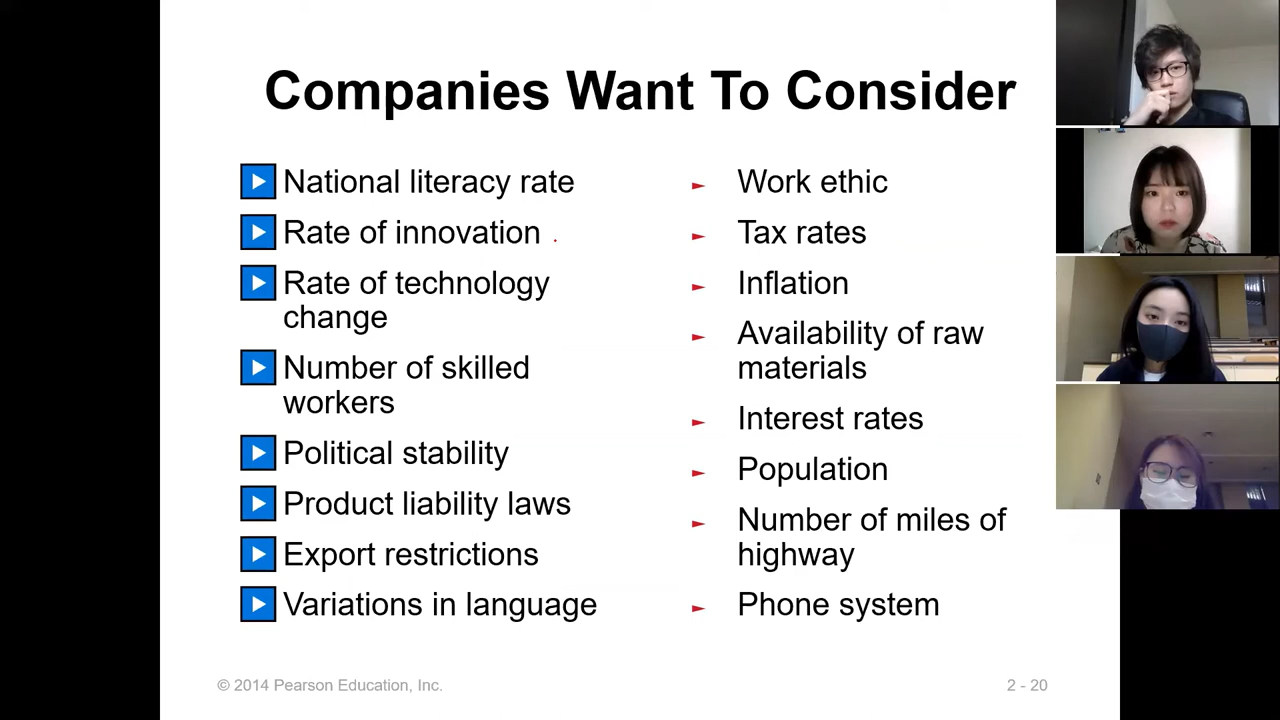 Companies Want To Consider
National literacy rate
Rate of innovation
Rate of technology
change
Number of skilled
workers
Political stability
Product liability laws
Export restrictions
Variations in language
Work ethic
Tax rates
Inflation
Availability of raw
materials
Interest rates
Population
Number of miles of
highway
Phone system
© 2014 Pearson Education, Inc.
2 - 20